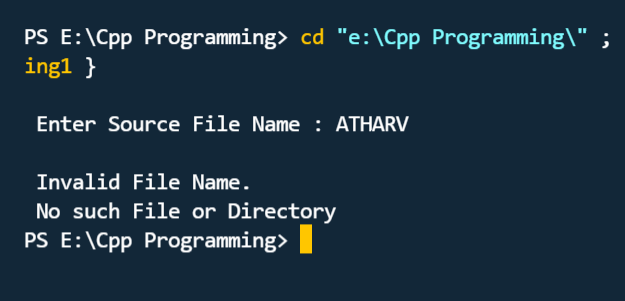 PS E:\Cpp Programming> cd "e:\Cpp Programming\" ;
ing1 }
Enter Source File Name : ATHARV
Invalid File Name.
No such File or Directory
PS E:\Cpp Programming>